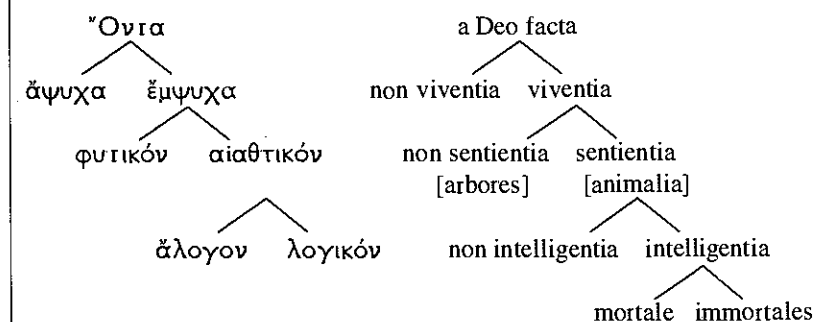 Ὄντα a Deo facta
ἄψυχα ἔμψυχα non viventia viventia
φυτικόν αἰαθτικόν non sentientia sentientia
[arbores] [animalia]
ἄλογον λογικόν non intelligentia intelligentia
mortale immortales